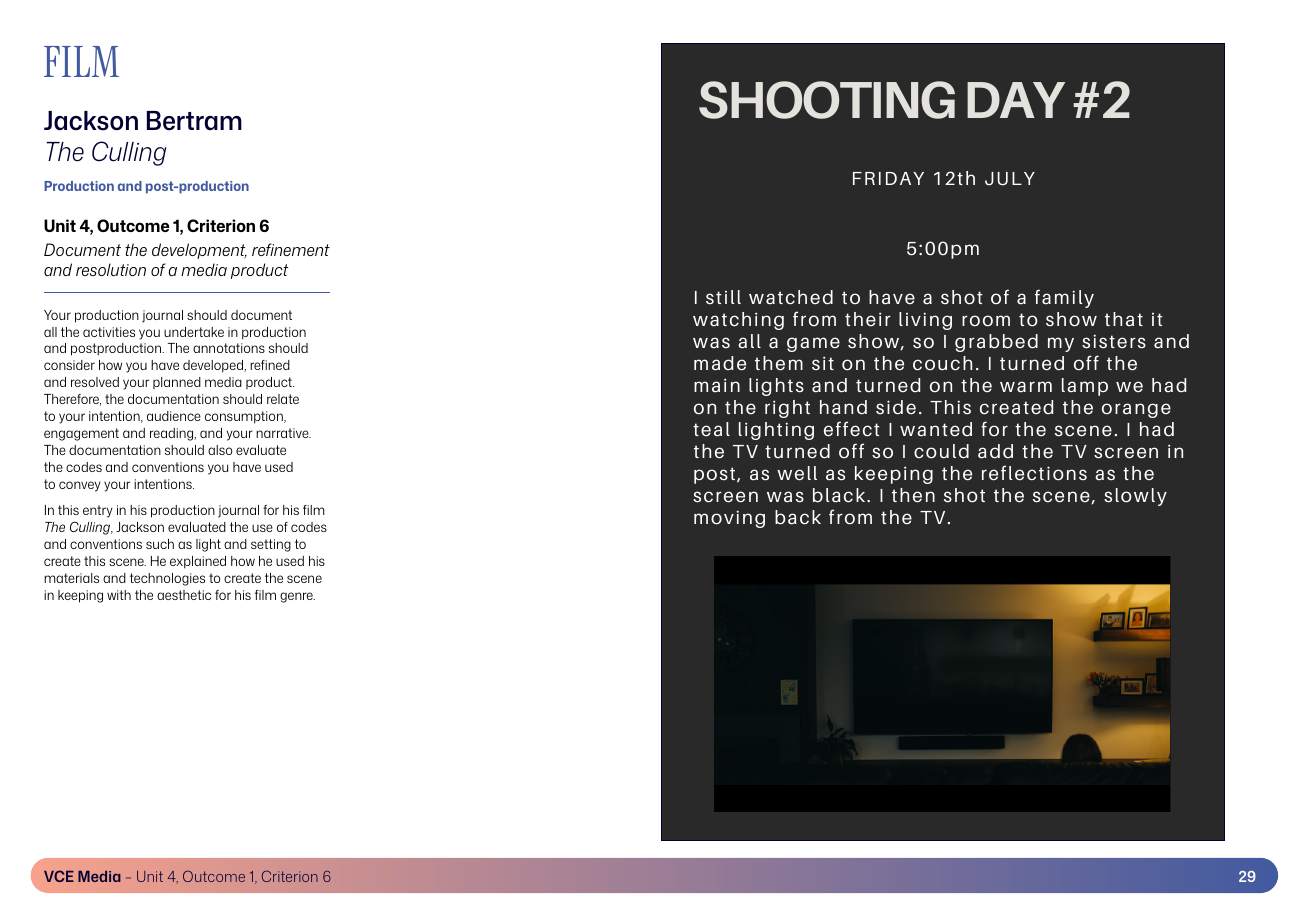 FILM
Jackson Bertram
The Culling
Production and post-production
Unit 4, Outcome 1, Criterion 6
Document the development, refinement
and resolution of a media product
Your production journal should document
all the activities you undertake in production
and postproduction. The annotations should
consider how you have developed, refined
and resolved your planned media product.
Therefore, the documentation should relate
to your intention, audience consumption,
engagement and reading, and your narrative.
The documentation should also evaluate
the codes and conventions you have used
to convey your intentions.
In this entry in his production journal for his film
The Culling, Jackson evaluated the use of codes
and conventions such as light and setting to
create this scene. He explained how he used his
materials and technologies to create the scene
in keeping with the aesthetic for his film genre.
SHOOTING DAY #2
FRIDAY 12th JULY
5:00pm
I still watched to have a shot of a family
watching from their living room to show that it
was all a game show, so I grabbed my sisters and
made them sit on the couch. I turned off the
main lights and turned on the warm lamp we had
on the right hand side. This created the orange
teal lighting effect I wanted for the scene. I had
the TV turned off so I could add the TV screen in
post, as well as keeping the reflections as the
screen was black. I then shot the scene, slowly
moving back from the TV.
VCE Media – Unit 4, Outcome 1, Criterion 6
29